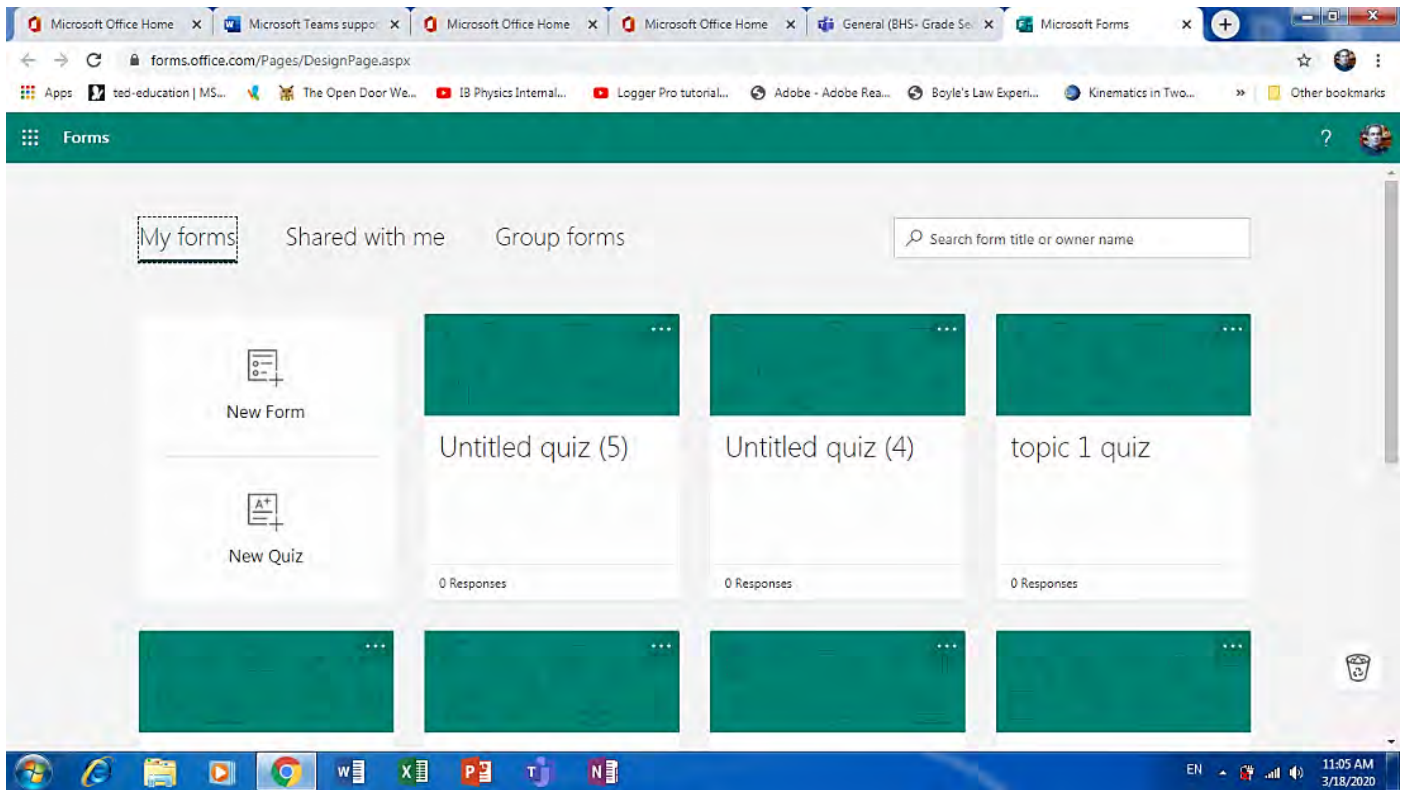 Microsoft Office Home
Microsoft Teams suppor
Microsoft Office Home
Microsoft Office Home
General (BHS- Grade Se
Microsoft Forms
forms.office.com/Pages/DesignPage.aspx
Apps
ted-education | MS...
The Open Door We...
IB Physics Internal...
Logger Pro tutorial...
Adobe - Adobe Rea...
Boyle's Law Experi...
Kinematics in Two...
»
Other bookmarks
Forms
?
My forms
Shared with me
Group forms
Search form title or owner name
New Form
New Quiz
Untitled quiz (5)
0 Responses
Untitled quiz (4)
0 Responses
topic 1 quiz
0 Responses
EN
11:05 AM
3/18/2020